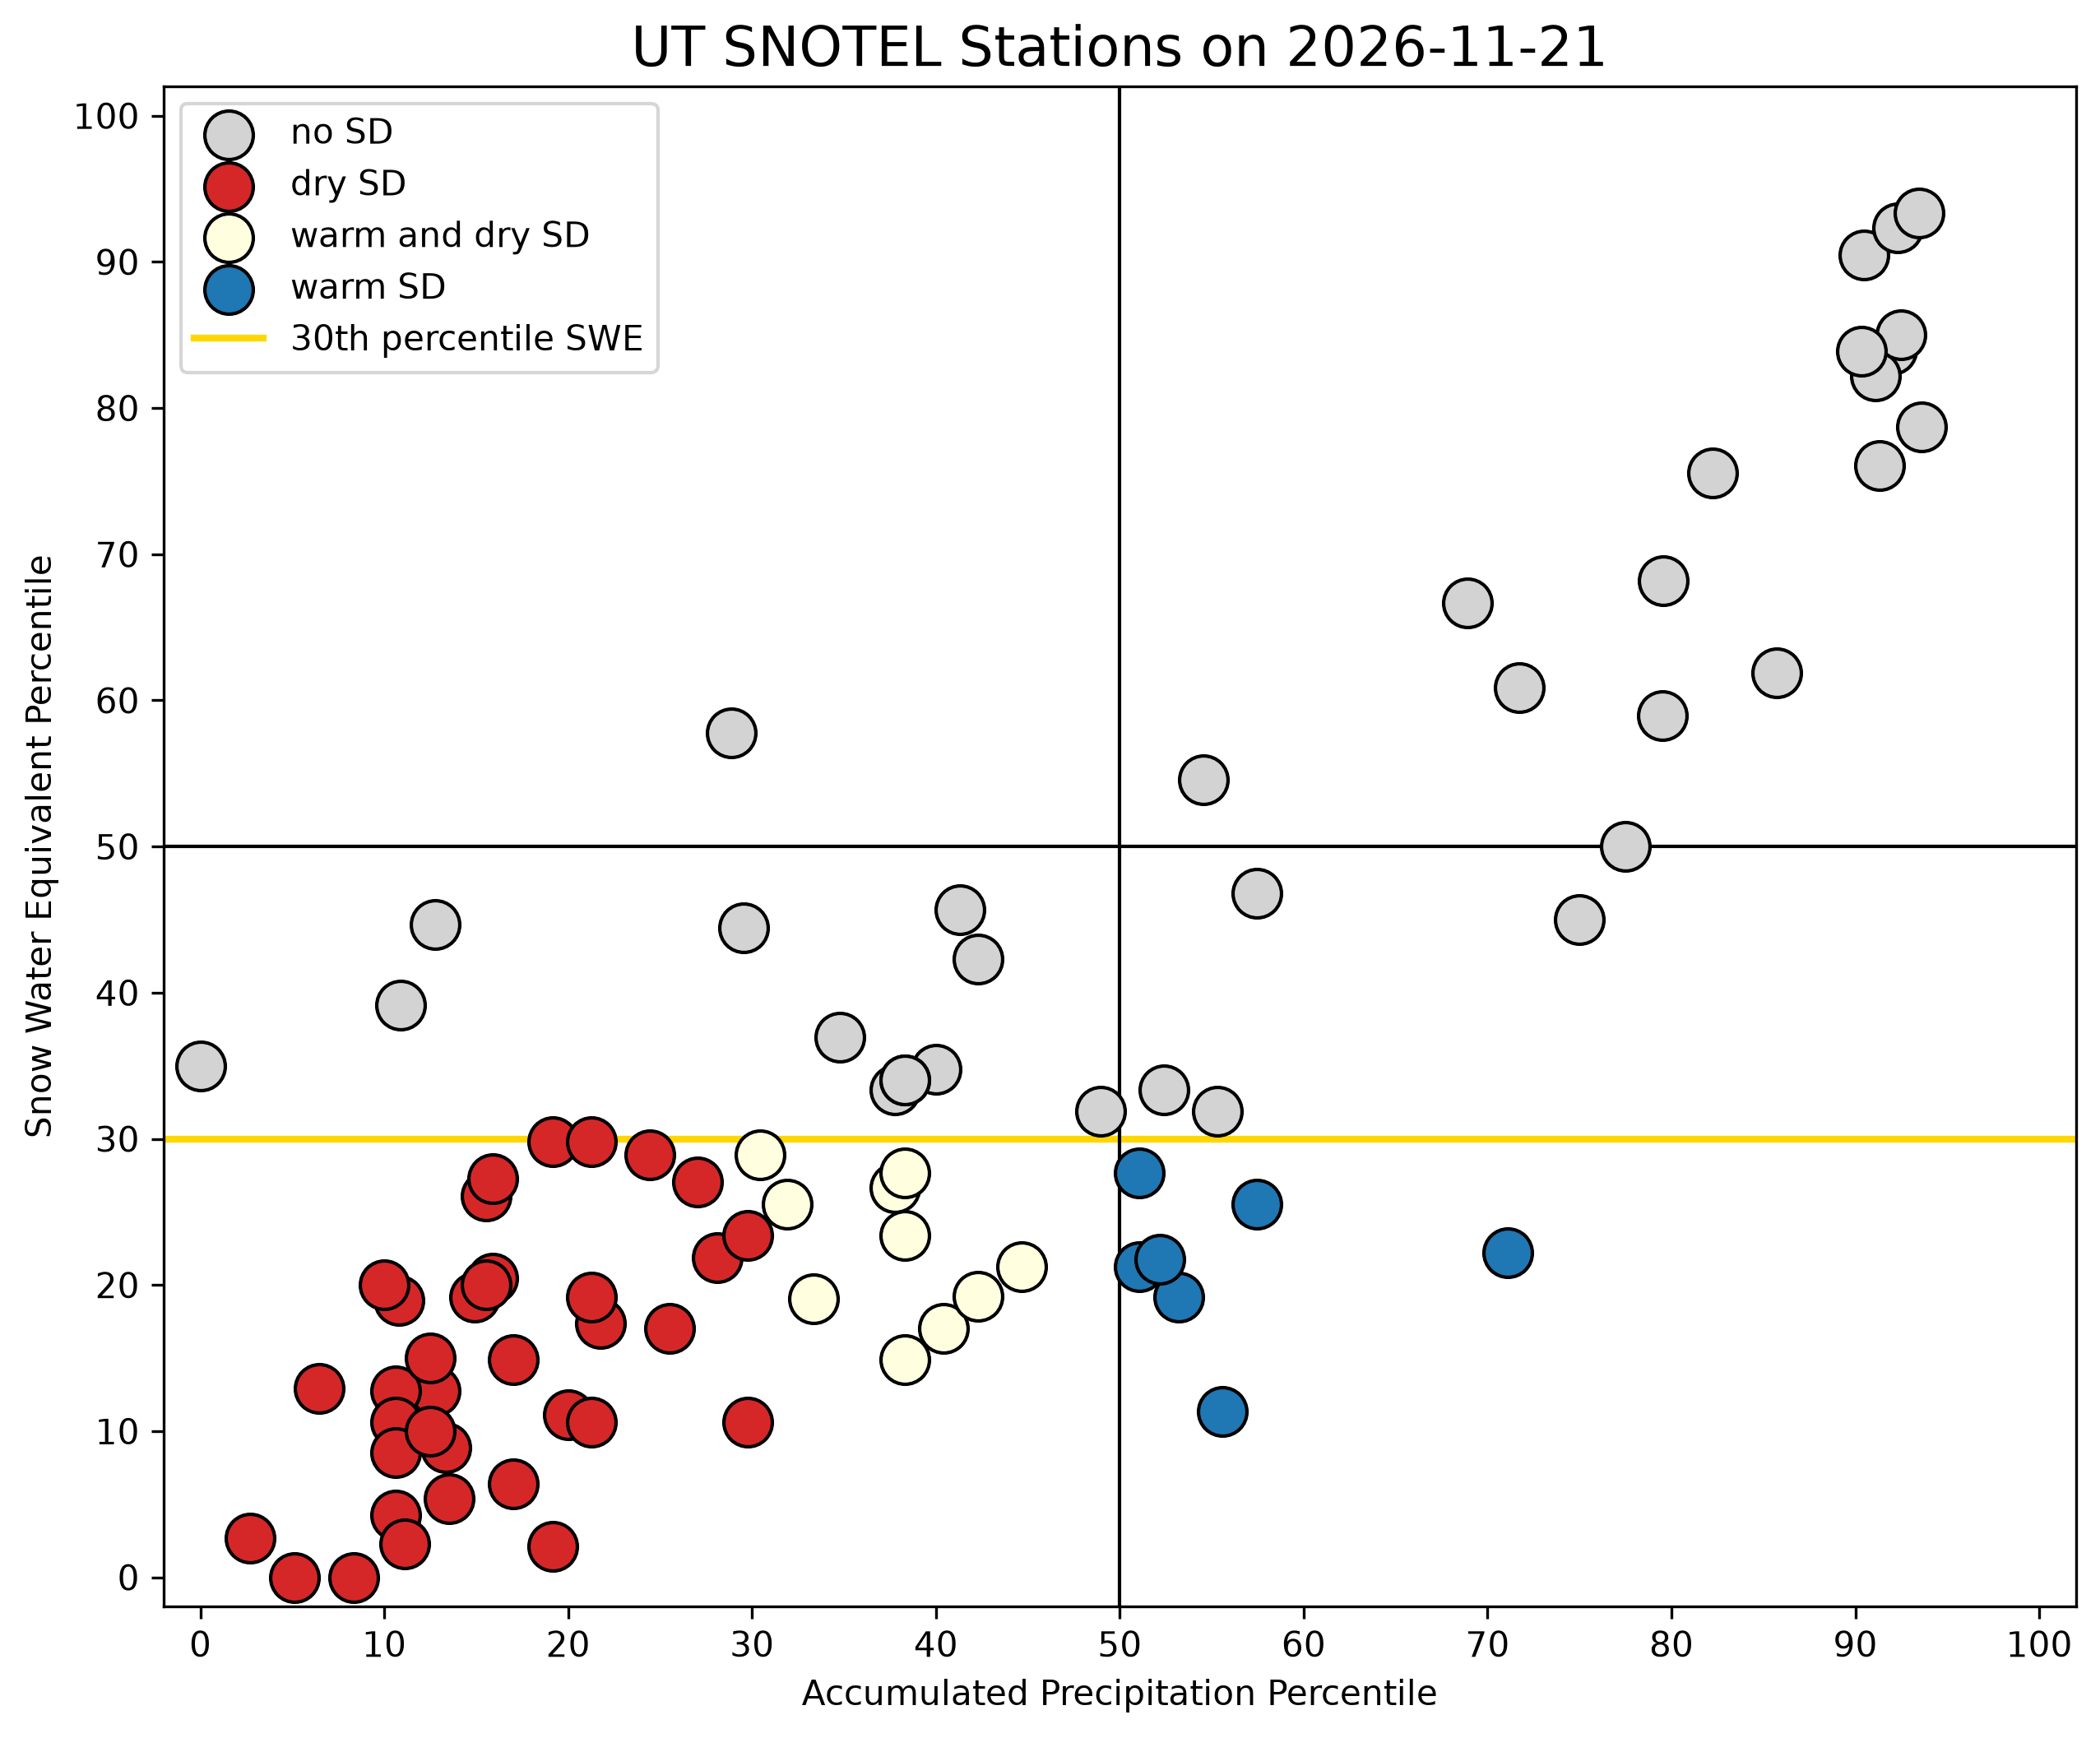 UT SNOTEL Stations on 2026-11-21
no SD
dry SD
warm and dry SD
warm SD
30th percentile SWE
100
90
80
70
60
50
40
30
20
10
0
Snow Water Equivalent Percentile
0 10 20 30 40 50 60 70 80 90 100
Accumulated Precipitation Percentile